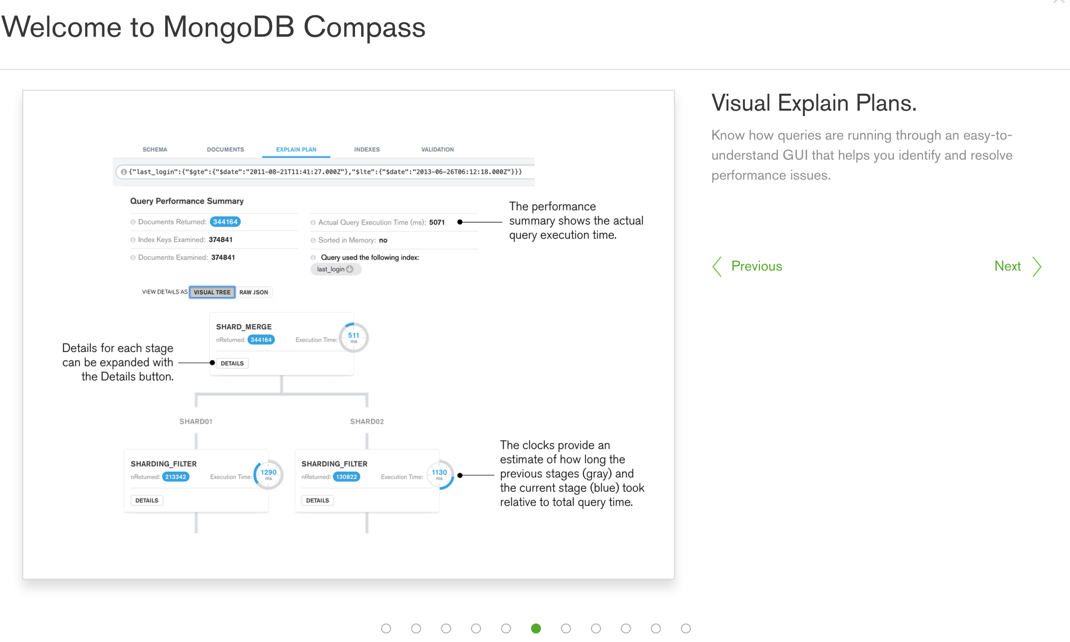 Welcome to MongoDB Compass
SCHEMA DOCUMENTS EXPLAIN PLAN INDEXES VALIDATION
{"last_login":{"$gte":{"$date":"2011-08-21T11:41:27.000Z"},"$lte":{"$date":"2013-06-26T06:12:18.000Z"}}}
Query Performance Summary
Documents Returned: 344164
Index Keys Examined: 374841
Documents Examined: 374841
Actual Query Execution Time (ms): 5071
Sorted in Memory: no
Query used the following index:
last_login
The performance
summary shows the actual
query execution time.
VIEW DETAILS AS VISUAL TREE RAW JSON
SHARD_MERGE
nReturned: 344164 Execution Time: 511 ms
DETAILS
Details for each stage
can be expanded with
the Details button.
SHARD01 SHARD02
SHARDING_FILTER
nReturned: 213342 Execution Time: 1290 ms
DETAILS
SHARDING_FILTER
nReturned: 130822 Execution Time: 1130 ms
DETAILS
The clocks provide an
estimate of how long the
previous stages (gray) and
the current stage (blue) took
relative to total query time.
Visual Explain Plans.
Know how queries are running through an easy-to-
understand GUI that helps you identify and resolve
performance issues.
Previous Next